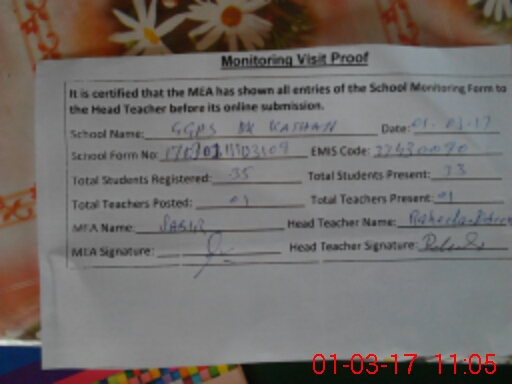 Monitoring Visit Proof
It is certified that the MEA has shown all entries of the School Monitoring Form to
the Head Teacher before its online submission.
School Name: GGPS Date: 01-03-17
School Form No: EMIS Code:
Total Students Registered: 35 Total Students Present: 33
Total Teachers Posted: 01 Total Teachers Present: 01
MEA Name: Head Teacher Name:
MEA Signature: Head Teacher Signature:
01-03-17 11:05